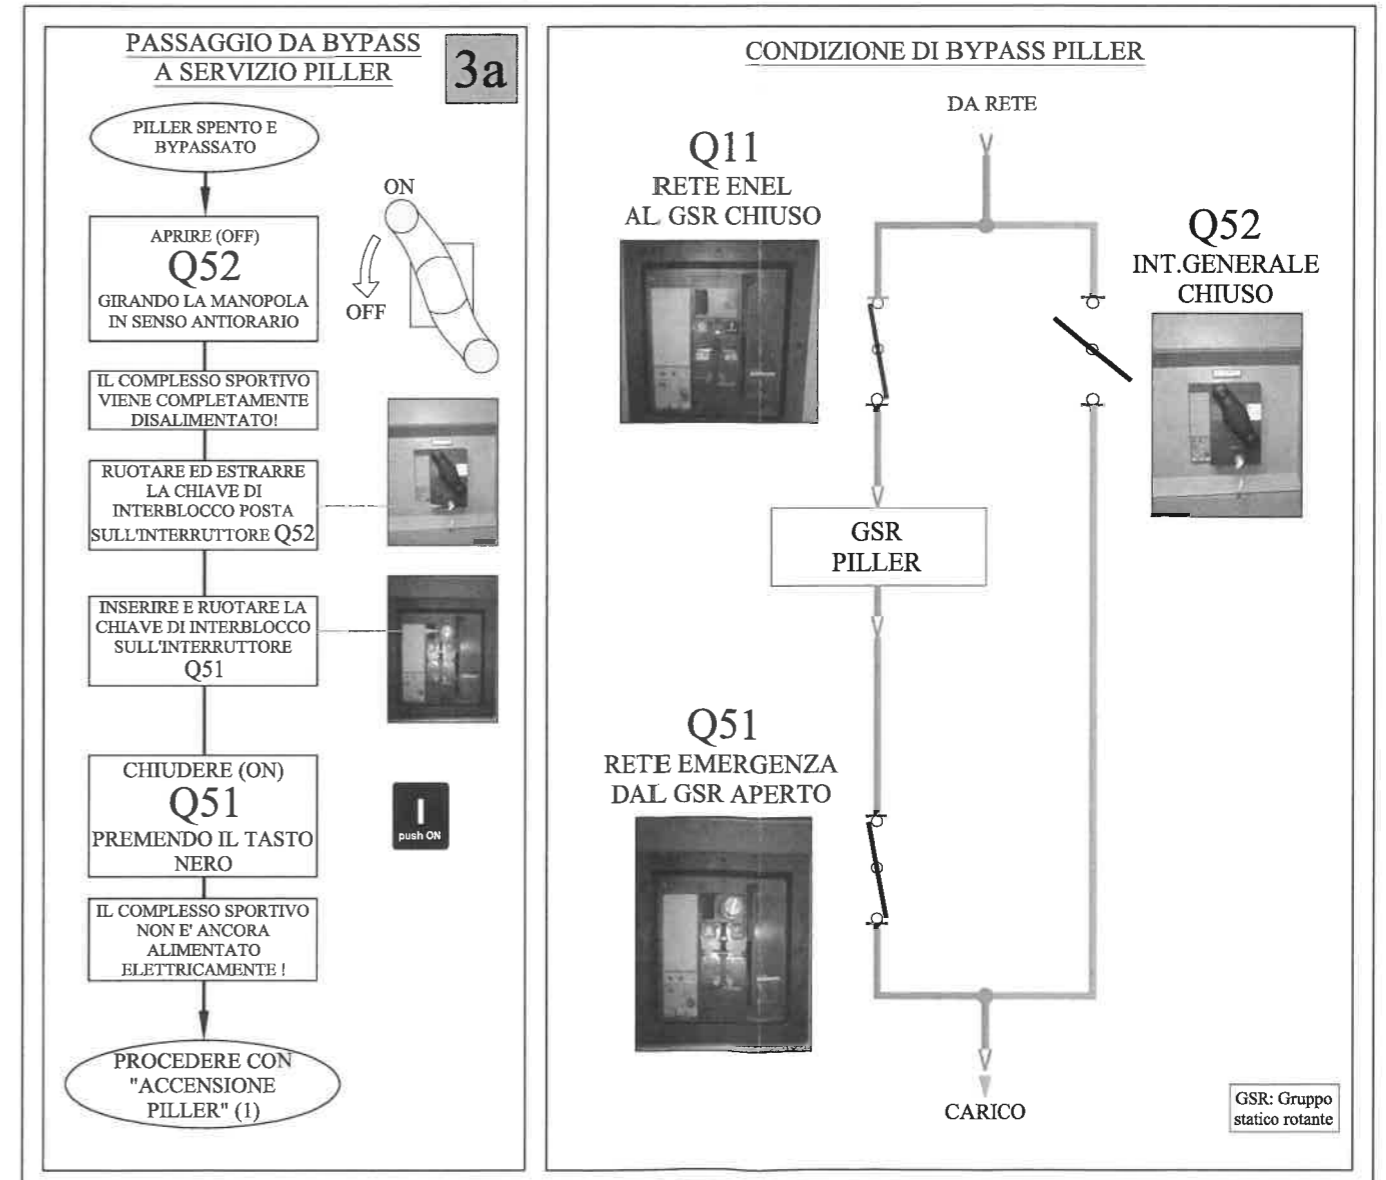 PASSAGGIO DA BYPASS
A SERVIZIO PILLER
3a
PILLER SPENTO E
BYPASSATO
APRIRE (OFF)
Q52
GIRANDO LA MANOPOLA
IN SENSO ANTIORARIO
ON
OFF
IL COMPLESSO SPORTIVO
VIENE COMPLETAMENTE
DISALIMENTATO!
RUOTARE ED ESTRARRE
LA CHIAVE DI
INTERBLOCCO POSTA
SULL'INTERRUTTORE Q52
INSERIRE E RUOTARE LA
CHIAVE DI INTERBLOCCO
SULL'INTERRUTTORE
Q51
CHIUDERE (ON)
Q51
PREMENDO IL TASTO
NERO
I
push ON
IL COMPLESSO SPORTIVO
NON E' ANCORA
ALIMENTATO
ELETTRICAMENTE !
PROCEDERE CON
"ACCENSIONE
PILLER" (1)
CONDIZIONE DI BYPASS PILLER
DA RETE
Q11
RETE ENEL
AL GSR CHIUSO
Q52
INT.GENERALE
CHIUSO
GSR
PILLER
Q51
RETE EMERGENZA
DAL GSR APERTO
CARICO
GSR: Gruppo
statico rotante